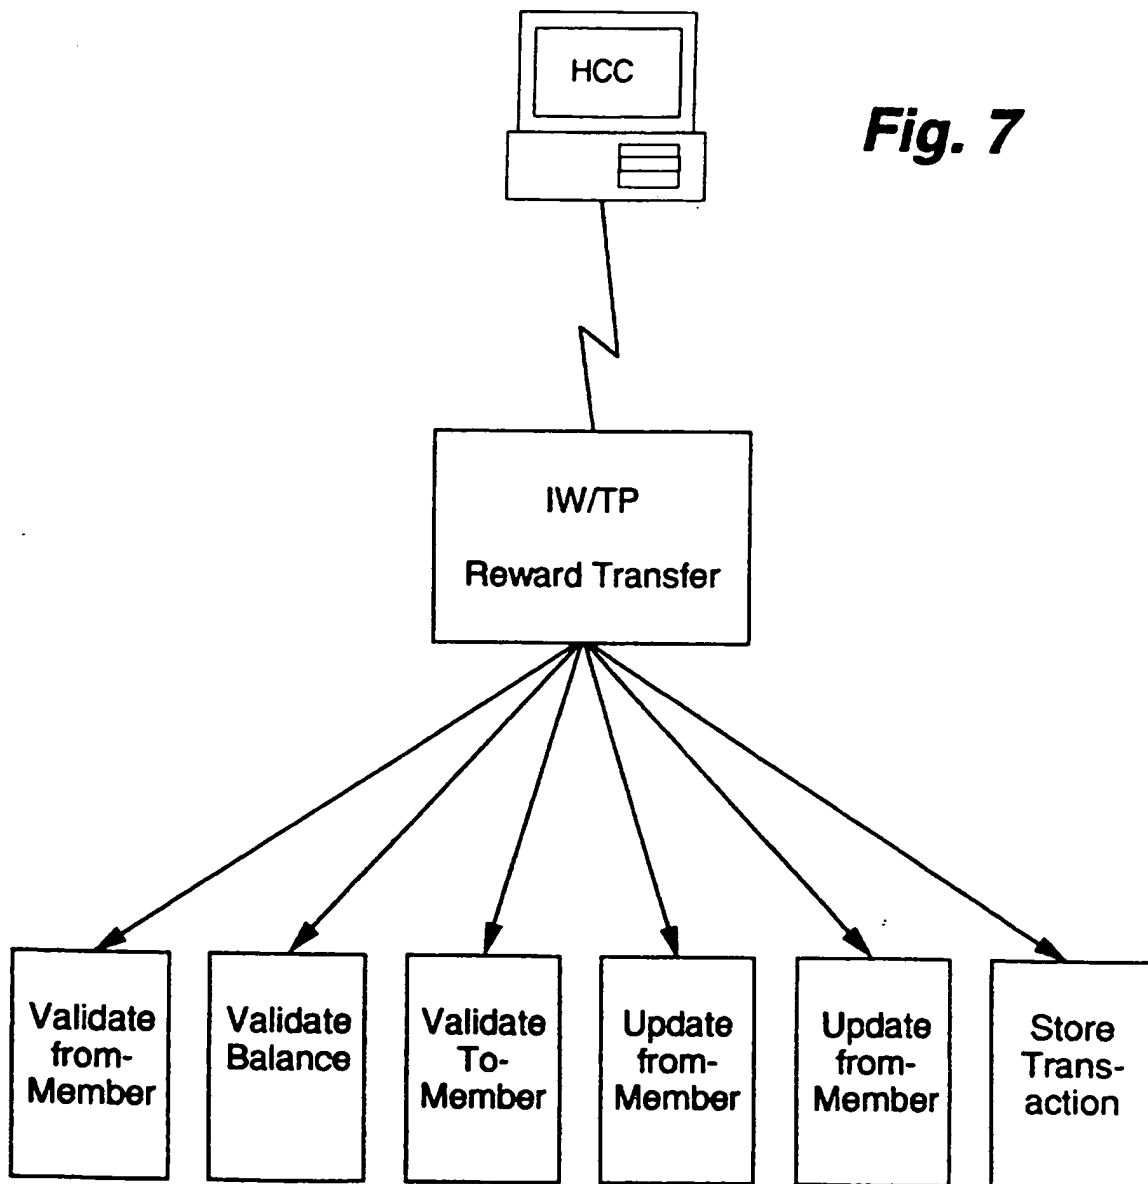 HCC
Fig. 7
IW/TP
Reward Transfer
Validate
from-
Member
Validate
Balance
Validate
To-
Member
Update
from-
Member
Update
from-
Member
Store
Trans-
action